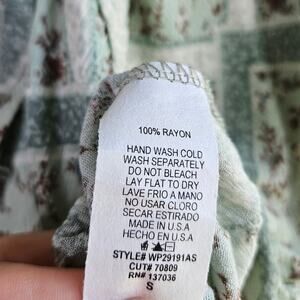 100% RAYON
HAND WASH COLD
WASH SEPARATELY
DO NOT BLEACH
LAY FLAT TO DRY
LAVE FRIO A MANO
NO USAR CLORO
SECAR ESTIRADO
MADE IN U.S.A
HECHO EN U.S.A
STYLE# WP29191AS
CUT# 70809
RN# 137036
S